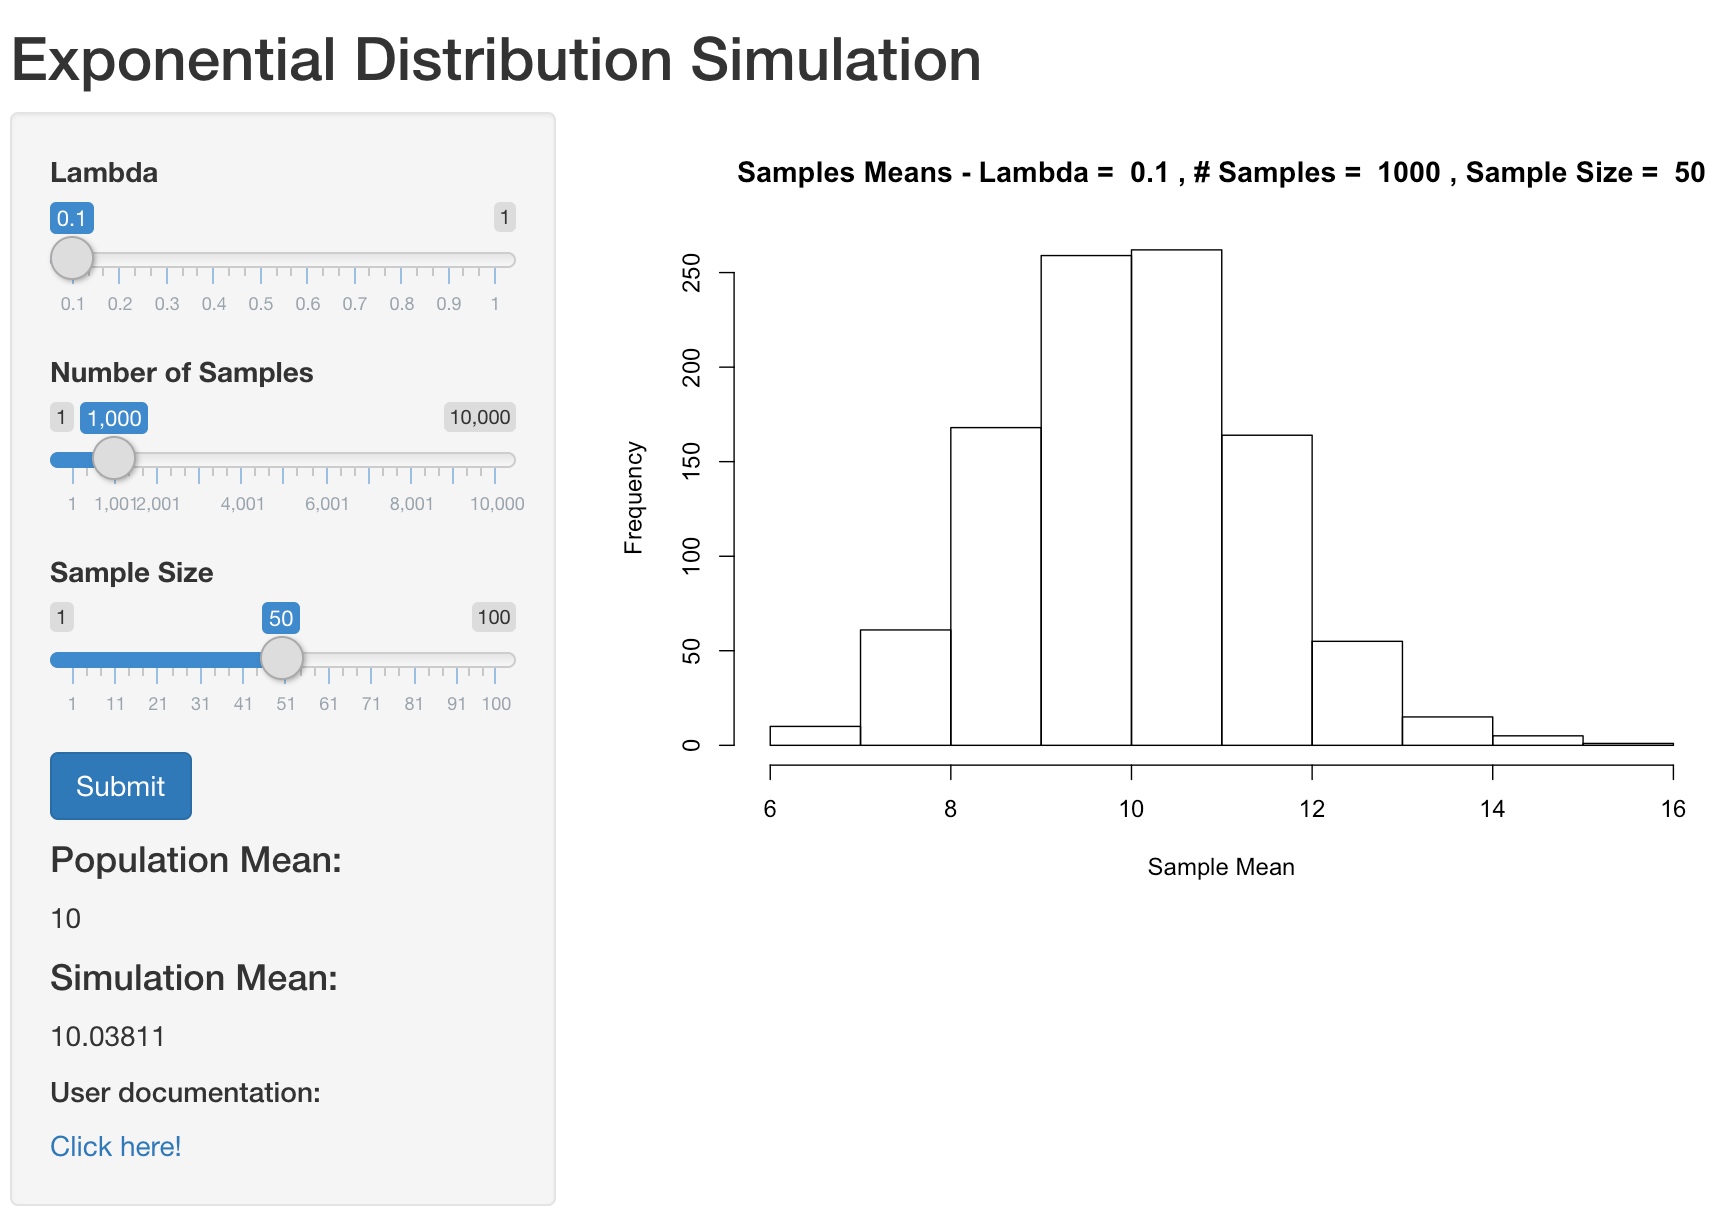 Exponential Distribution Simulation
Lambda
0.1 1
0.1 0.2 0.3 0.4 0.5 0.6 0.7 0.8 0.9 1
Number of Samples
1 1,000 10,000
1 1,001 2,001 4,001 6,001 8,001 10,000
Sample Size
1 50 100
1 11 21 31 41 51 61 71 81 91 100
Submit
Population Mean:
10
Simulation Mean:
10.03811
User documentation:
Click here!
Samples Means - Lambda = 0.1 , # Samples = 1000 , Sample Size = 50
Frequency
250
200
150
100
50
0
6 8 10 12 14 16
Sample Mean